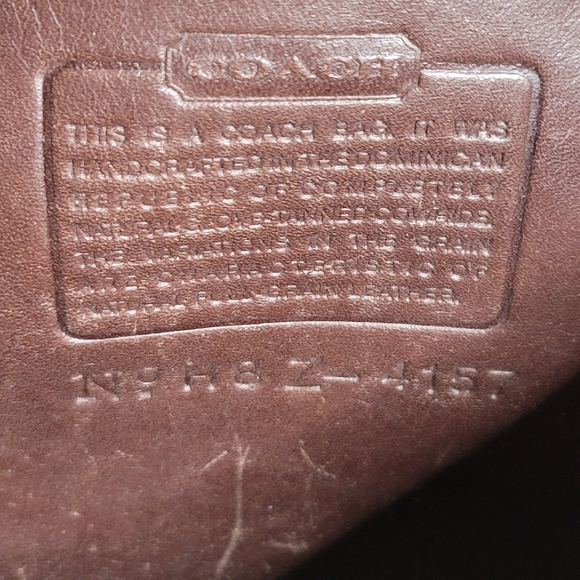 COACH
THIS IS A COACH BAG. IT WAS
HANDCRAFTED IN THE DOMINICAN
REPUBLIC OF COMPLETELY
NATURAL GLOVE-TANNED COWHIDE.
THE VARIATIONS IN THE GRAIN
ARE CHARACTERISTIC OF
NATURAL FULL-GRAIN LEATHER.
No H8Z-4157